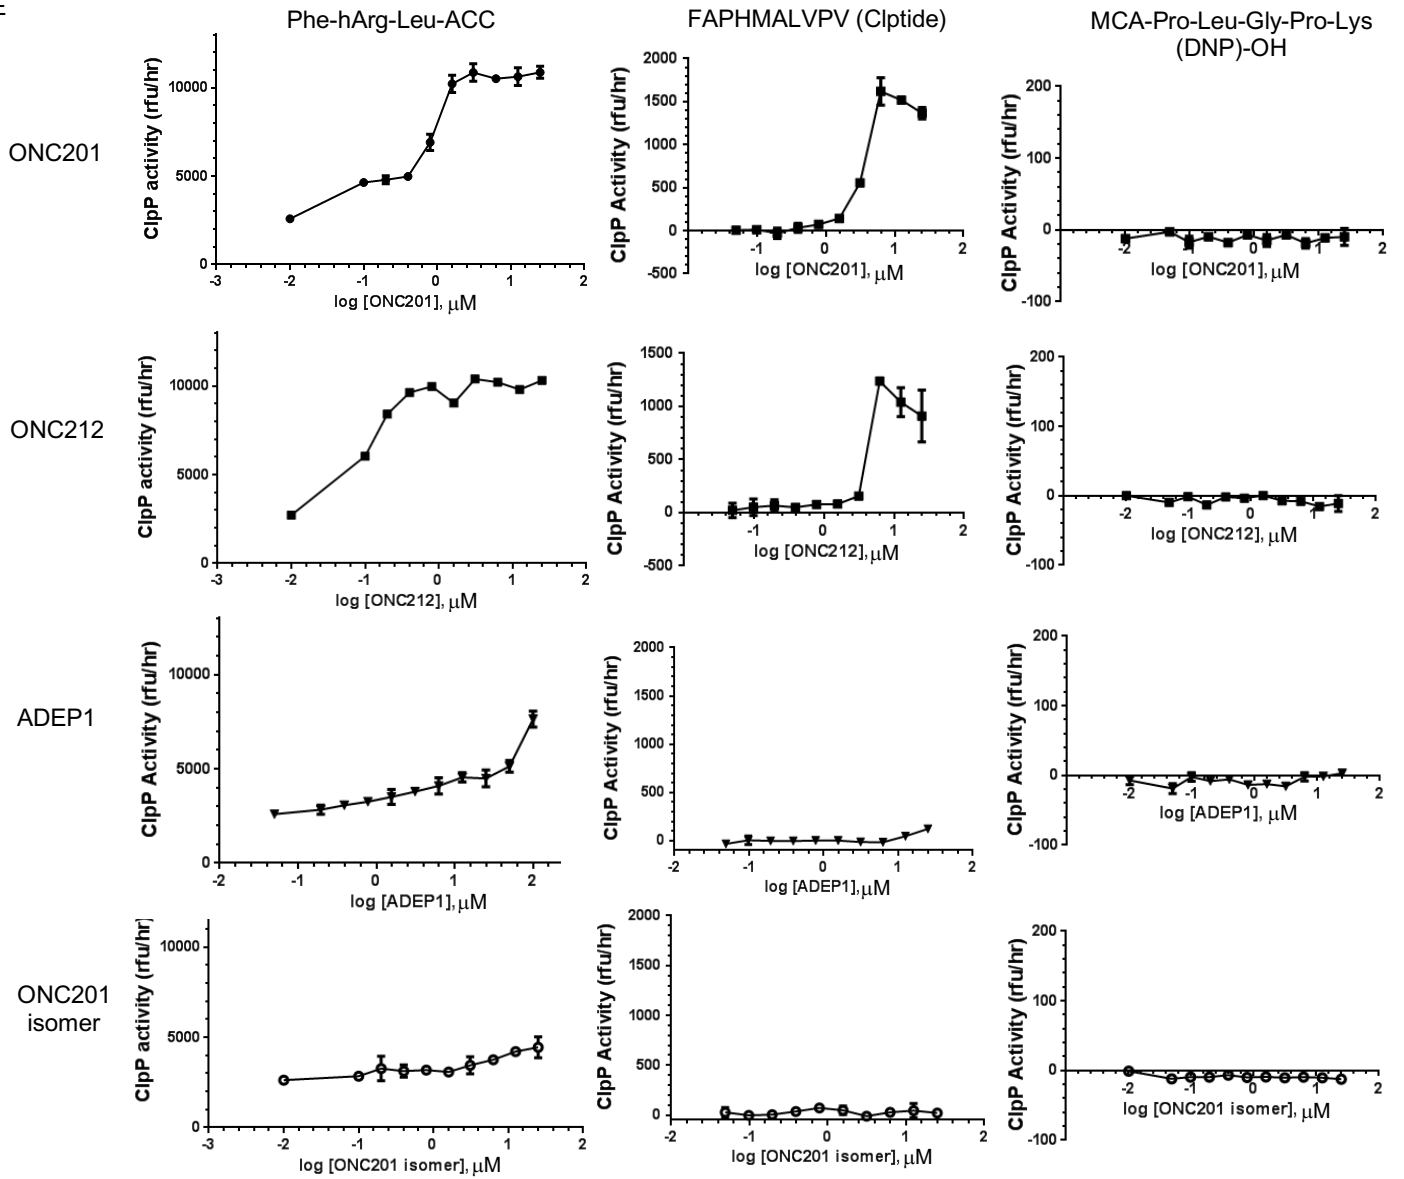 Phe-hArg-Leu-ACC
FAPHMALVPV (Clptide)
MCA-Pro-Leu-Gly-Pro-Lys
(DNP)-OH
ONC201
ClpP activity (rfu/hr)
10000
5000
0
-3 -2 -1 0 1 2
log [ONC201], µM
ClpP Activity (rfu/hr)
2000
1500
1000
500
0
-500
-1 0 1 2
log [ONC201], µM
ClpP Activity (rfu/hr)
200
100
0
-100
-2 -1 0 1 2
log [ONC201], µM
ONC212
ClpP activity (rfu/hr)
10000
5000
0
-3 -2 -1 0 1 2
log [ONC212], µM
ClpP Activity (rfu/hr)
1500
1000
500
0
-500
-1 0 1 2
log [ONC212], µM
ClpP Activity (rfu/hr)
200
100
0
-100
-2 -1 0 1 2
log [ONC212], µM
ADEP1
ClpP Activity (rfu/hr)
10000
5000
0
-2 -1 0 1 2
log [ADEP1], µM
ClpP Activity (rfu/hr)
2000
1500
1000
500
0
-2 -1 0 1 2
log [ADEP1], µM
ClpP Activity (rfu/hr)
200
100
0
-100
-2 -1 0 1 2
log [ADEP1], µM
ONC201
isomer
ClpP activity (rfu/hr)
10000
5000
0
-3 -2 -1 0 1 2
log [ONC201 isomer], µM
ClpP Activity (rfu/hr)
2000
1500
1000
500
0
-2 -1 0 1 2
log [ONC201 isomer], µM
ClpP Activity (rfu/hr)
200
100
0
-100
-2 -1 0 1 2
log [ONC201 isomer], µM